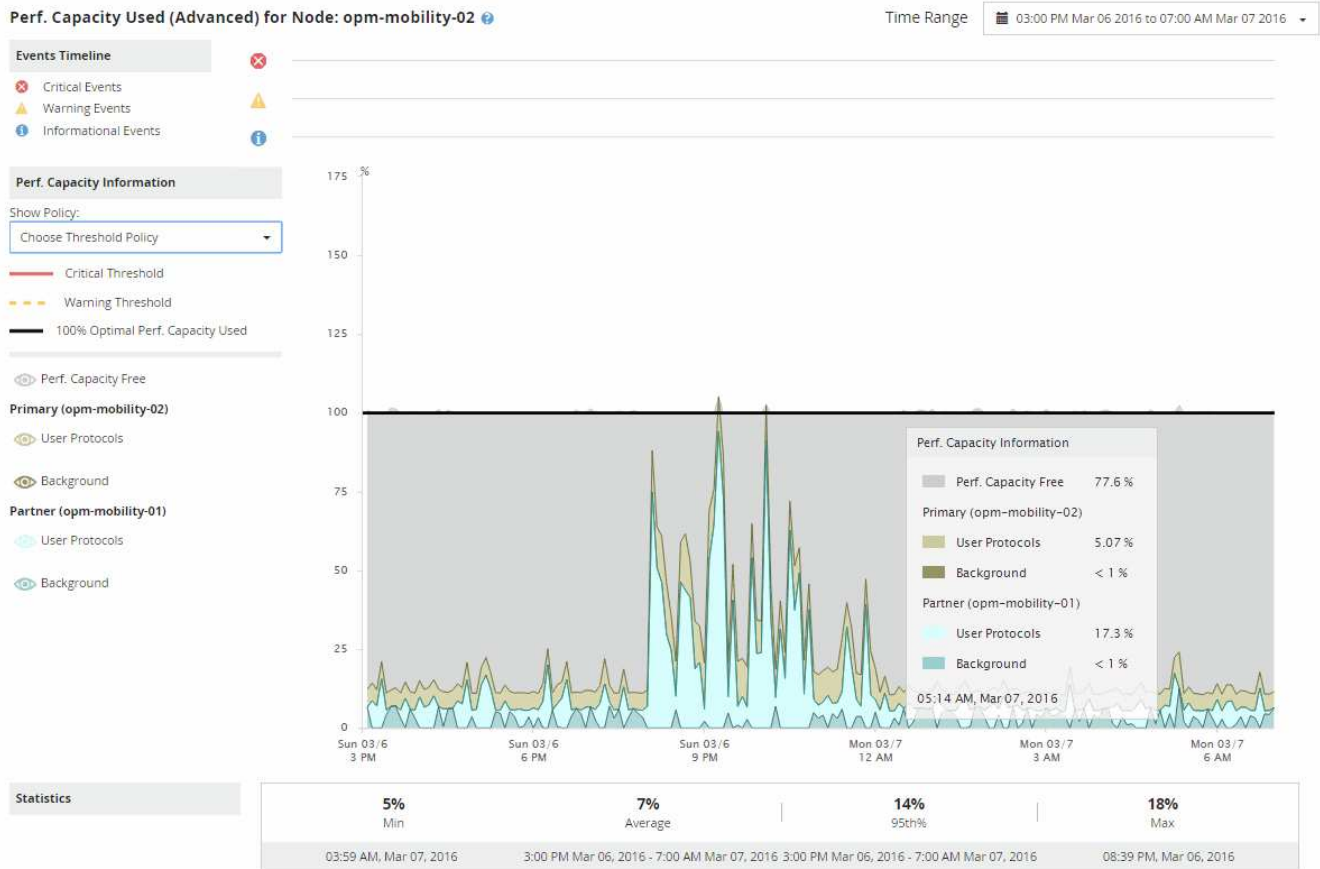 Perf. Capacity Used (Advanced) for Node: opm-mobility-02
Time Range 03:00 PM Mar 06 2016 to 07:00 AM Mar 07 2016
Events Timeline
Critical Events
Warning Events
Informational Events
Perf. Capacity Information
Show Policy:
Choose Threshold Policy
Critical Threshold
Warning Threshold
100% Optimal Perf. Capacity Used
Perf. Capacity Free
Primary (opm-mobility-02)
User Protocols
Background
Partner (opm-mobility-01)
User Protocols
Background
%
175
150
125
100
75
50
25
0
Sun 03/6 Sun 03/6 Sun 03/6 Mon 03/7 Mon 03/7 Mon 03/7
3 PM 6 PM 9 PM 12 AM 3 AM 6 AM
Perf. Capacity Information
Perf. Capacity Free 77.6 %
Primary (opm-mobility-02)
User Protocols 5.07 %
Background < 1 %
Partner (opm-mobility-01)
User Protocols 17.3 %
Background < 1 %
05:14 AM, Mar 07, 2016
Statistics
5% 7% 14% 18%
Min Average 95th% Max
03:59 AM, Mar 07, 2016 3:00 PM Mar 06, 2016 - 7:00 AM Mar 07, 2016 3:00 PM Mar 06, 2016 - 7:00 AM Mar 07, 2016 08:39 PM, Mar 06, 2016